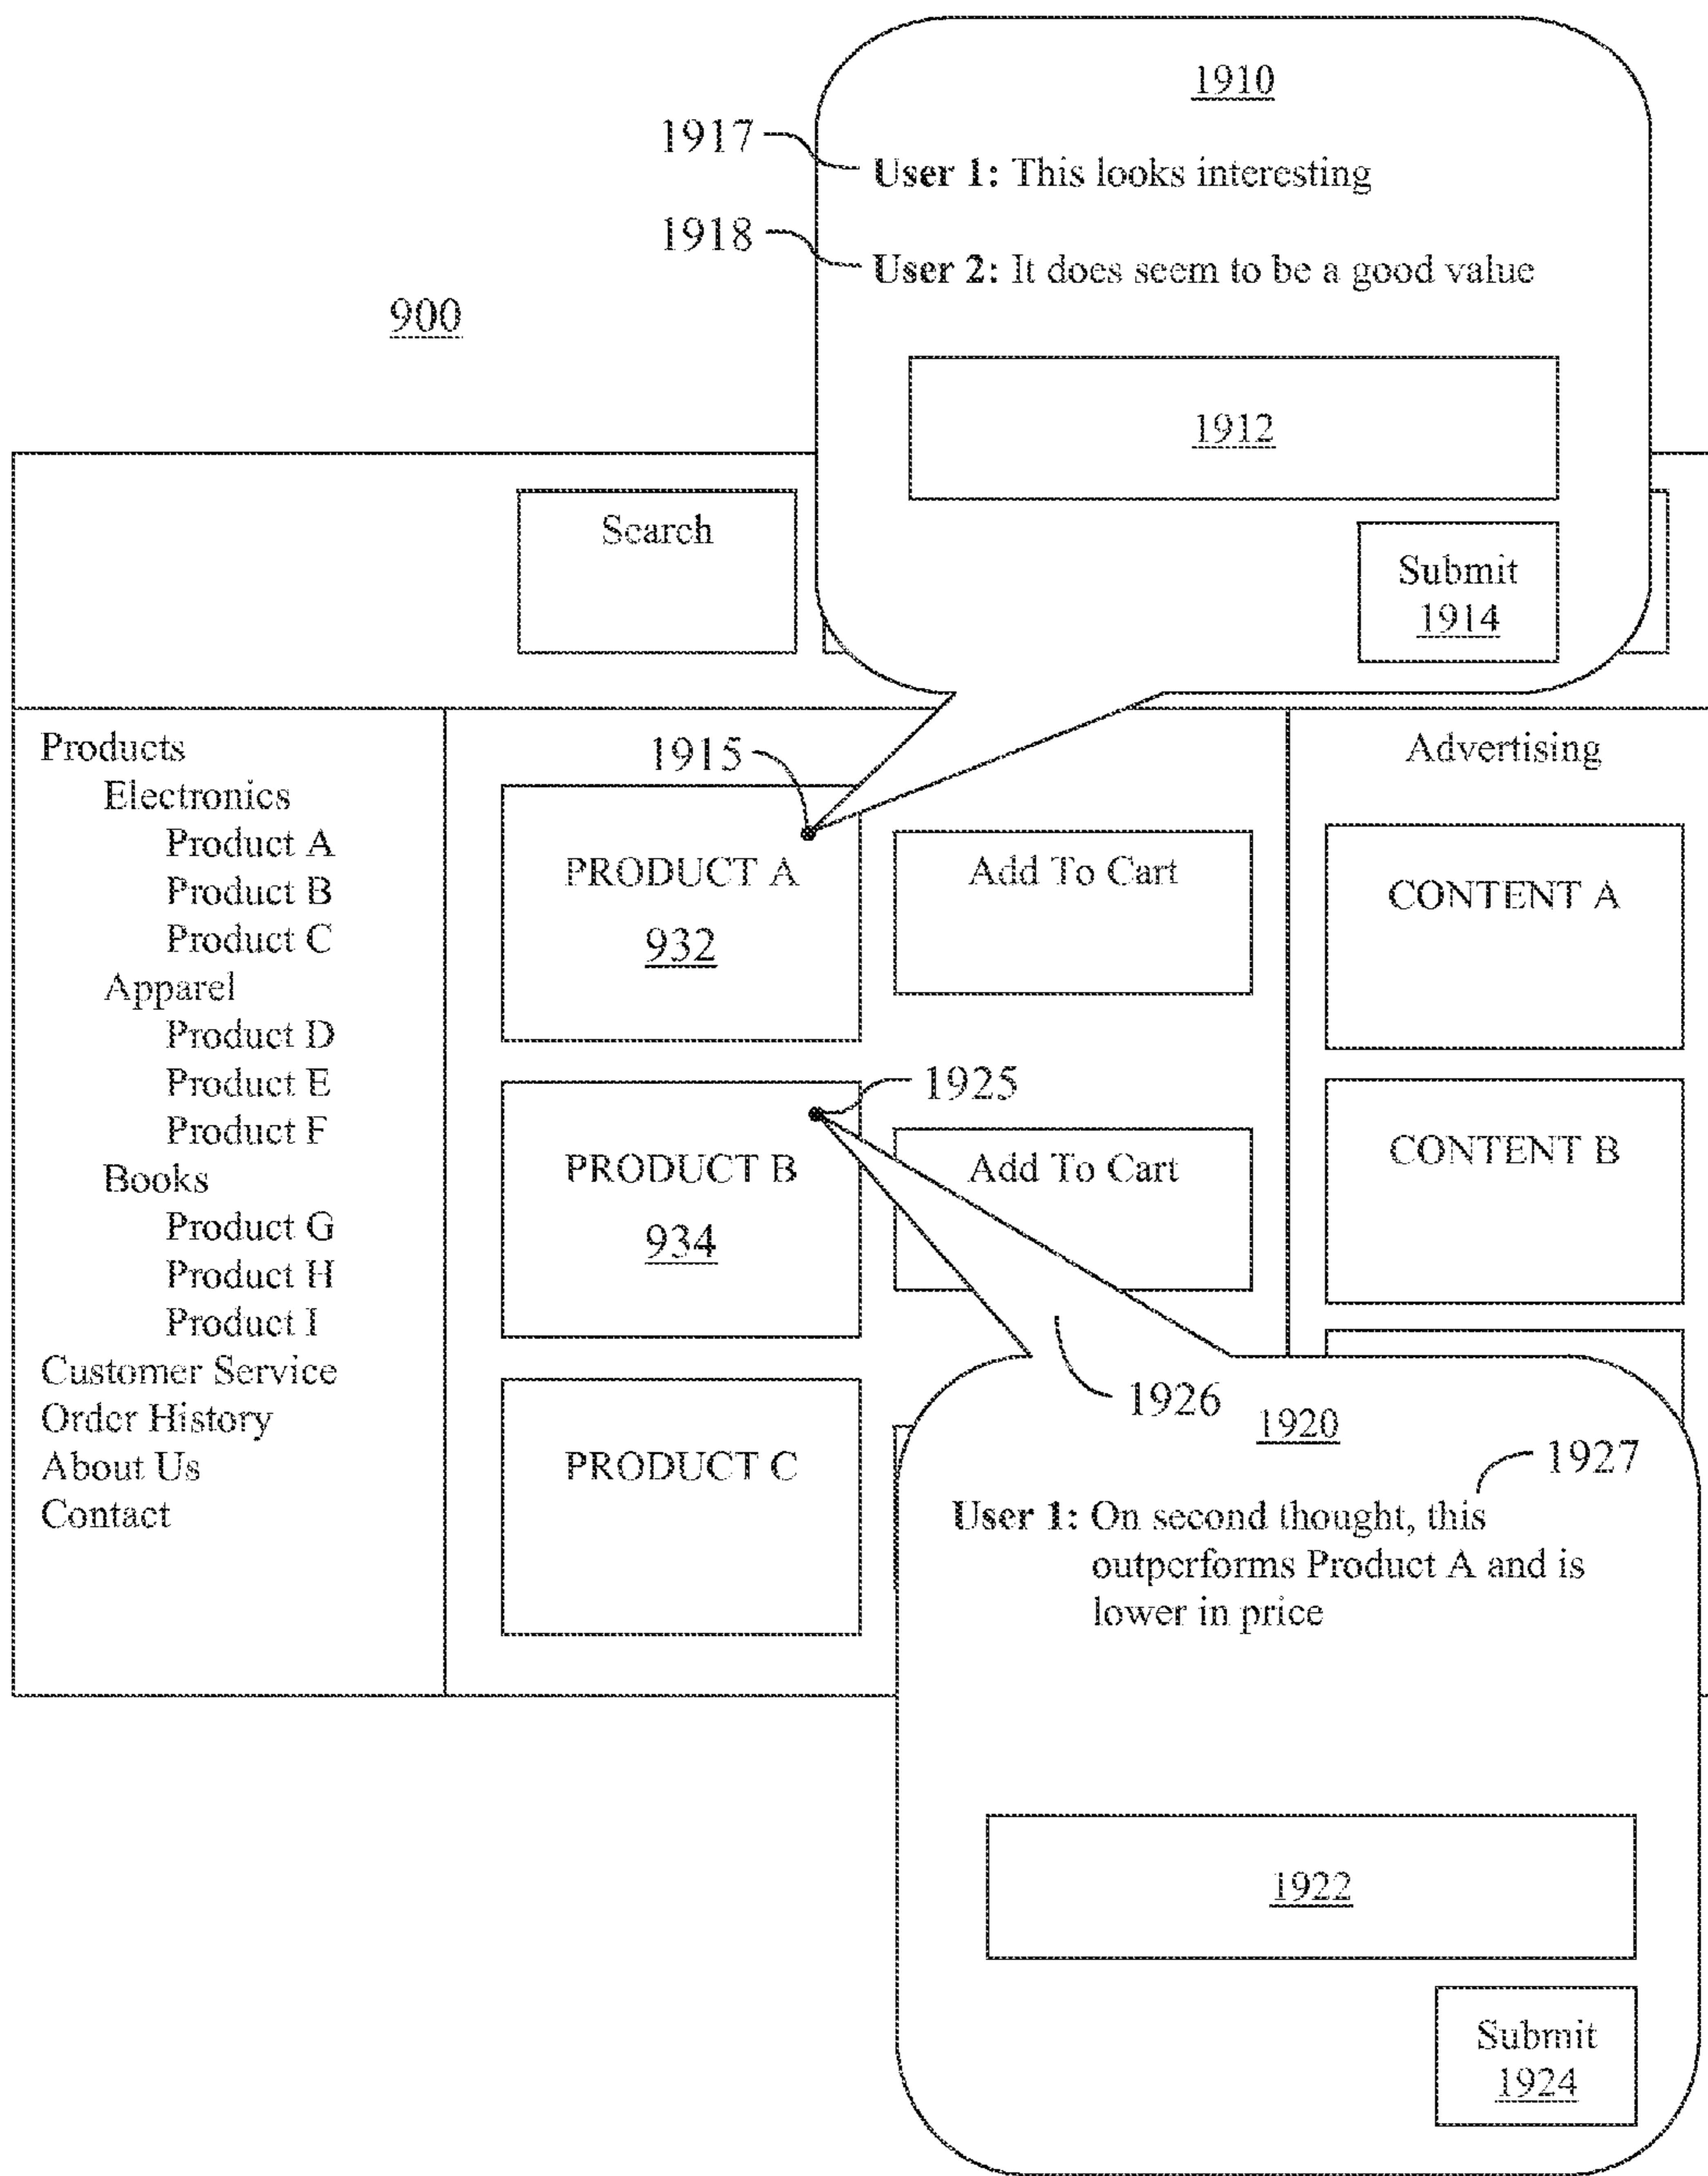 1910
1917
User 1: This looks interesting
1918
User 2: It does seem to be a good value
900
1912
Search
Submit
1914
Products
Electronics
Product A
Product B
Product C
Apparel
Product D
Product E
Product F
Books
Product G
Product H
Product I
Customer Service
Order History
About Us
Contact
1915
PRODUCT A
932
Add To Cart
1925
PRODUCT B
934
Add To Cart
PRODUCT C
Advertising
CONTENT A
CONTENT B
1926
1920
1927
User 1: On second thought, this
outperforms Product A and is
lower in price
1922
Submit
1924